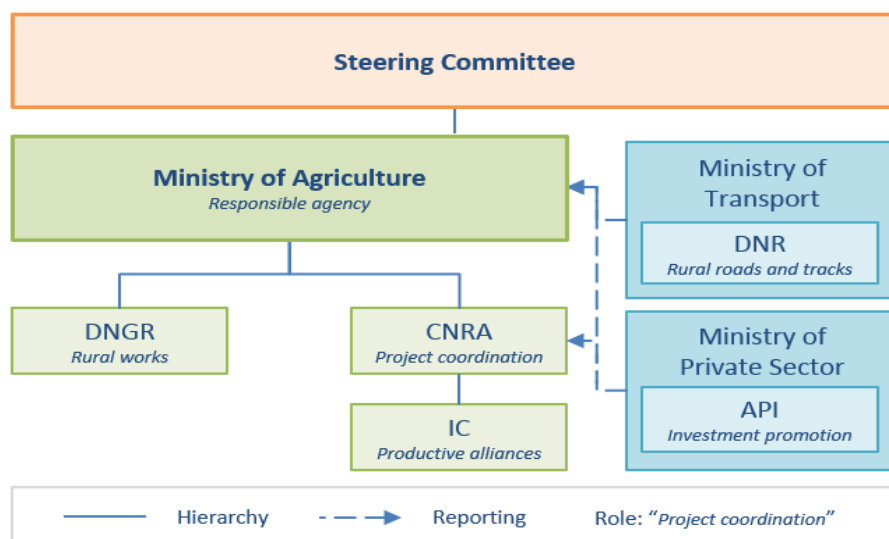 Steering Committee
Ministry of Agriculture
Responsible agency
Ministry of
Transport
DNR
Rural roads and tracks
DNGR
Rural works
CNRA
Project coordination
Ministry of
Private Sector
API
Investment promotion
IC
Productive alliances
Hierarchy
Reporting
Role: "Project coordination"